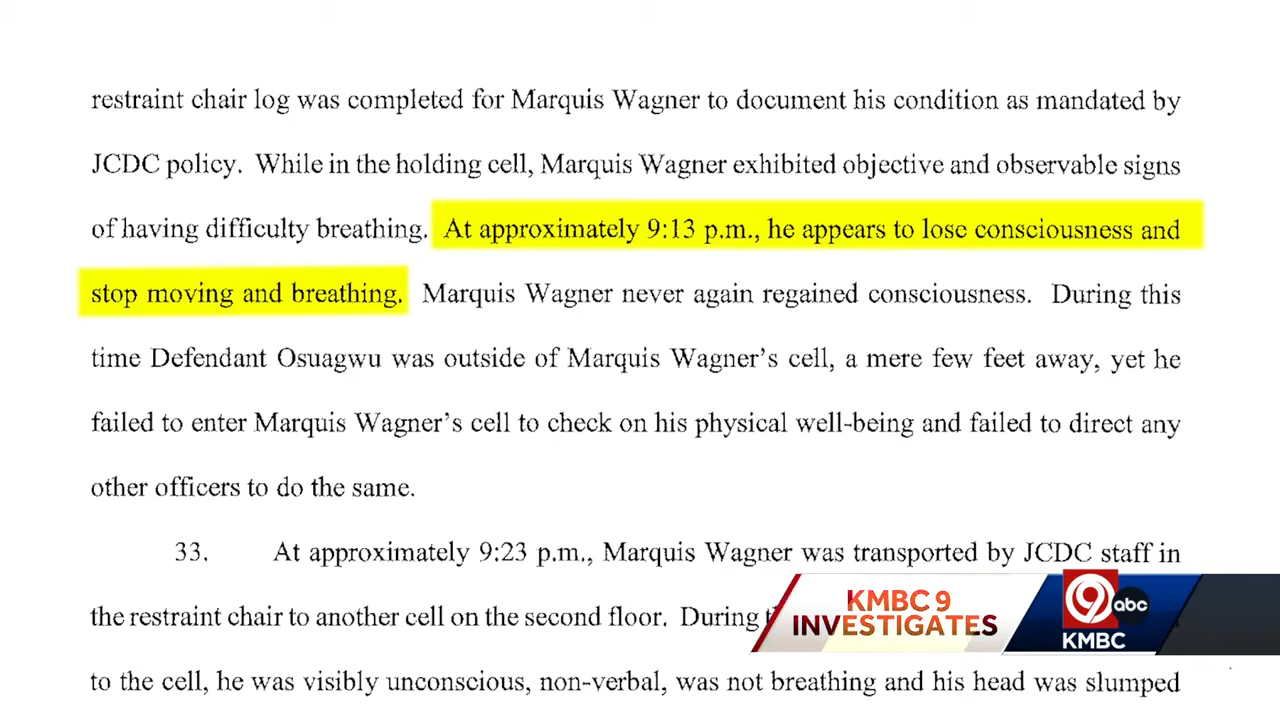 restraint chair log was completed for Marquis Wagner to document his condition as mandated by
JCDC policy. While in the holding cell, Marquis Wagner exhibited objective and observable signs
of having difficulty breathing. At approximately 9:13 p.m., he appears to lose consciousness and
stop moving and breathing. Marquis Wagner never again regained consciousness. During this
time Defendant Osuagwu was outside of Marquis Wagner's cell, a mere few feet away, yet he
failed to enter Marquis Wagner's cell to check on his physical well-being and failed to direct any
other officers to do the same.
33. At approximately 9:23 p.m., Marquis Wagner was transported by JCDC staff in
the restraint chair to another cell on the second floor. During
to the cell, he was visibly unconscious, non-verbal, was not breathing and his head was slumped
KMBC 9
INVESTIGATES
9 abc
KMBC